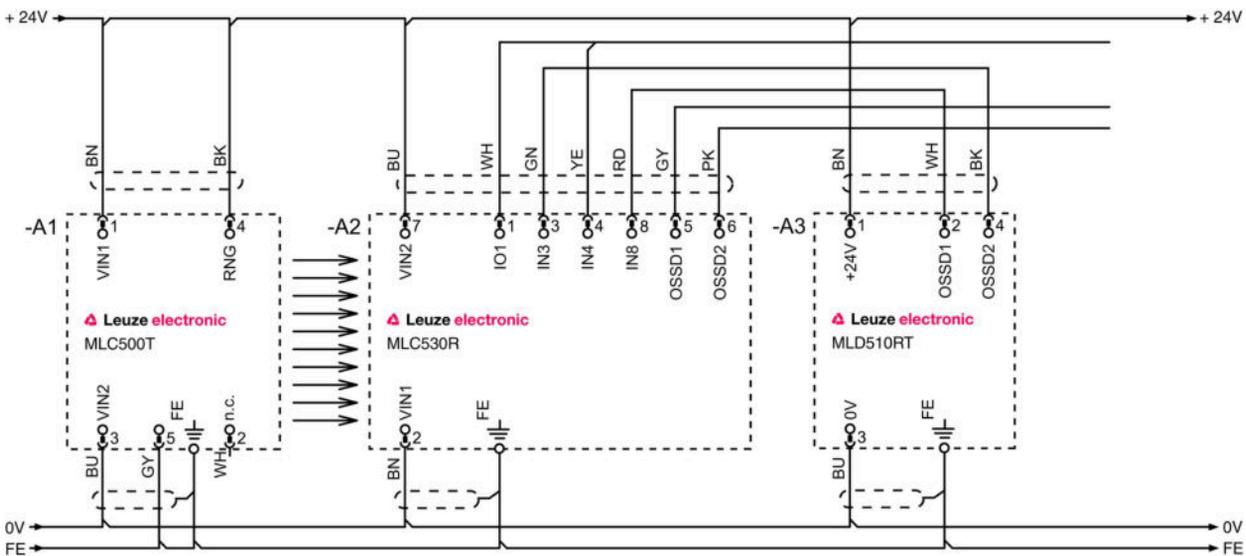 + 24V
+ 24V
BN
BK
BU
WH
GN
YE
RD
GY
PK
BN
WH
BK
-A1
1
4
-A2
7
1
3
4
8
5
6
-A3
1
2
4
VIN1
RNG
VIN2
IO1
IN3
IN4
IN8
OSSD1
OSSD2
+24V
OSSD1
OSSD2
Leuze electronic
Leuze electronic
Leuze electronic
MLC500T
MLC530R
MLD510RT
VIN2
FE
n.c.
VIN1
FE
0V
FE
3
5
2
2
3
BU
GY
WH
BN
BU
0V
0V
FE
FE